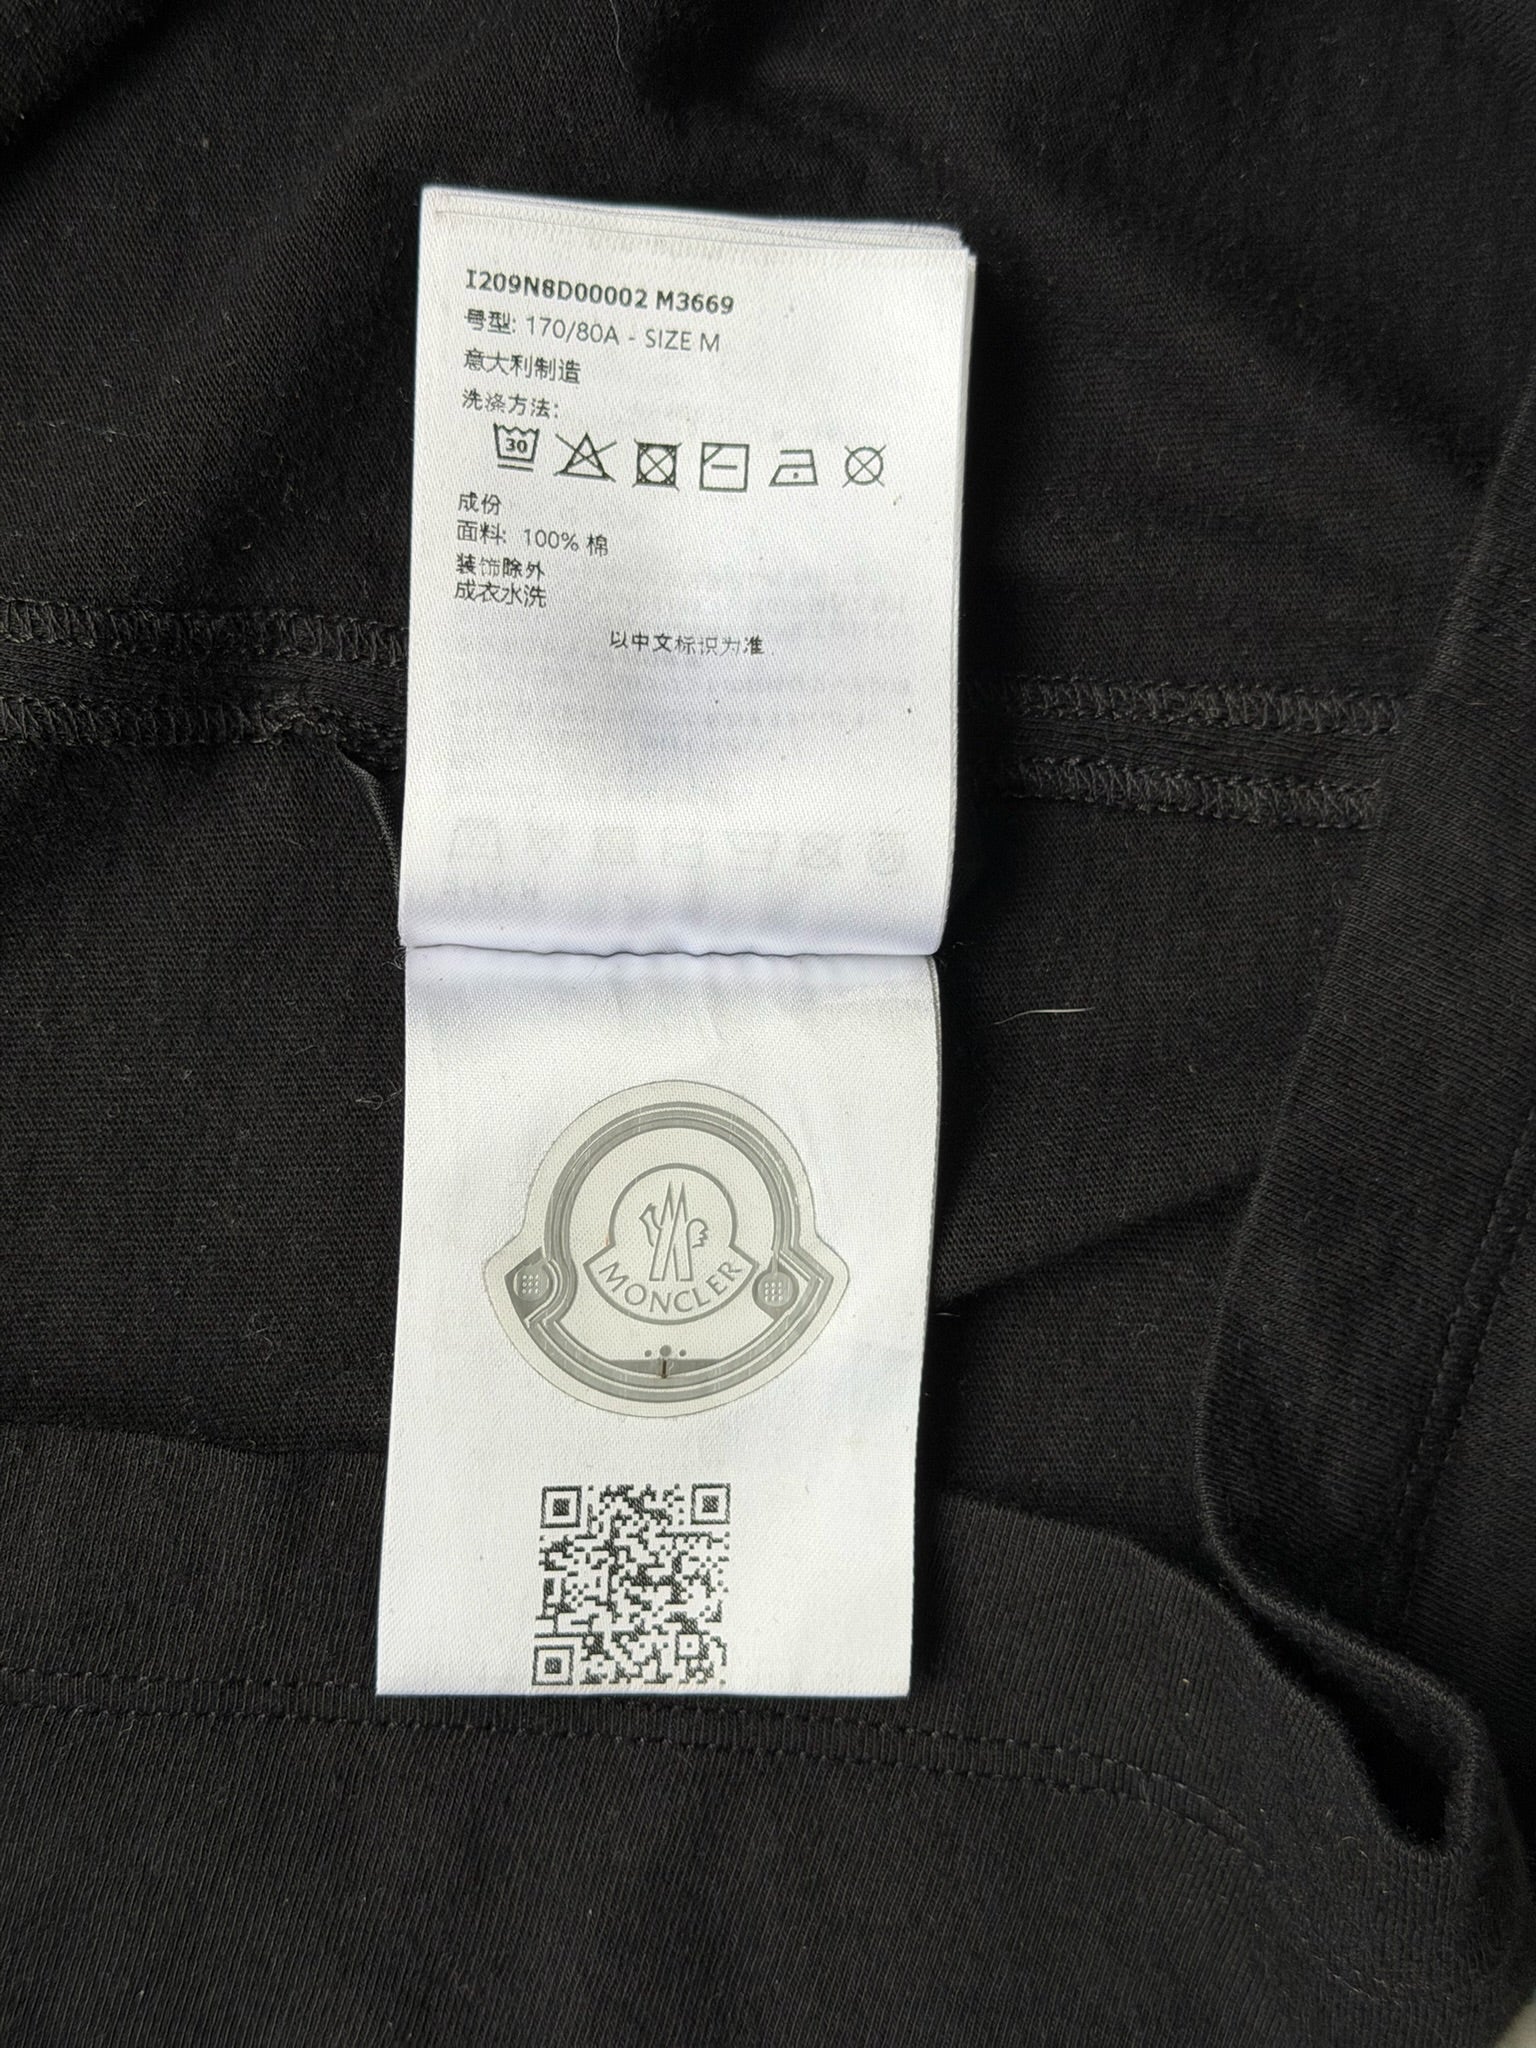 I209N8D00002 M3669
号型: 170/80A - SIZE M
意大利制造
洗涤方法:
30
成份
面料: 100% 棉
装饰除外
成衣水洗
以中文标识为准
MONCLER